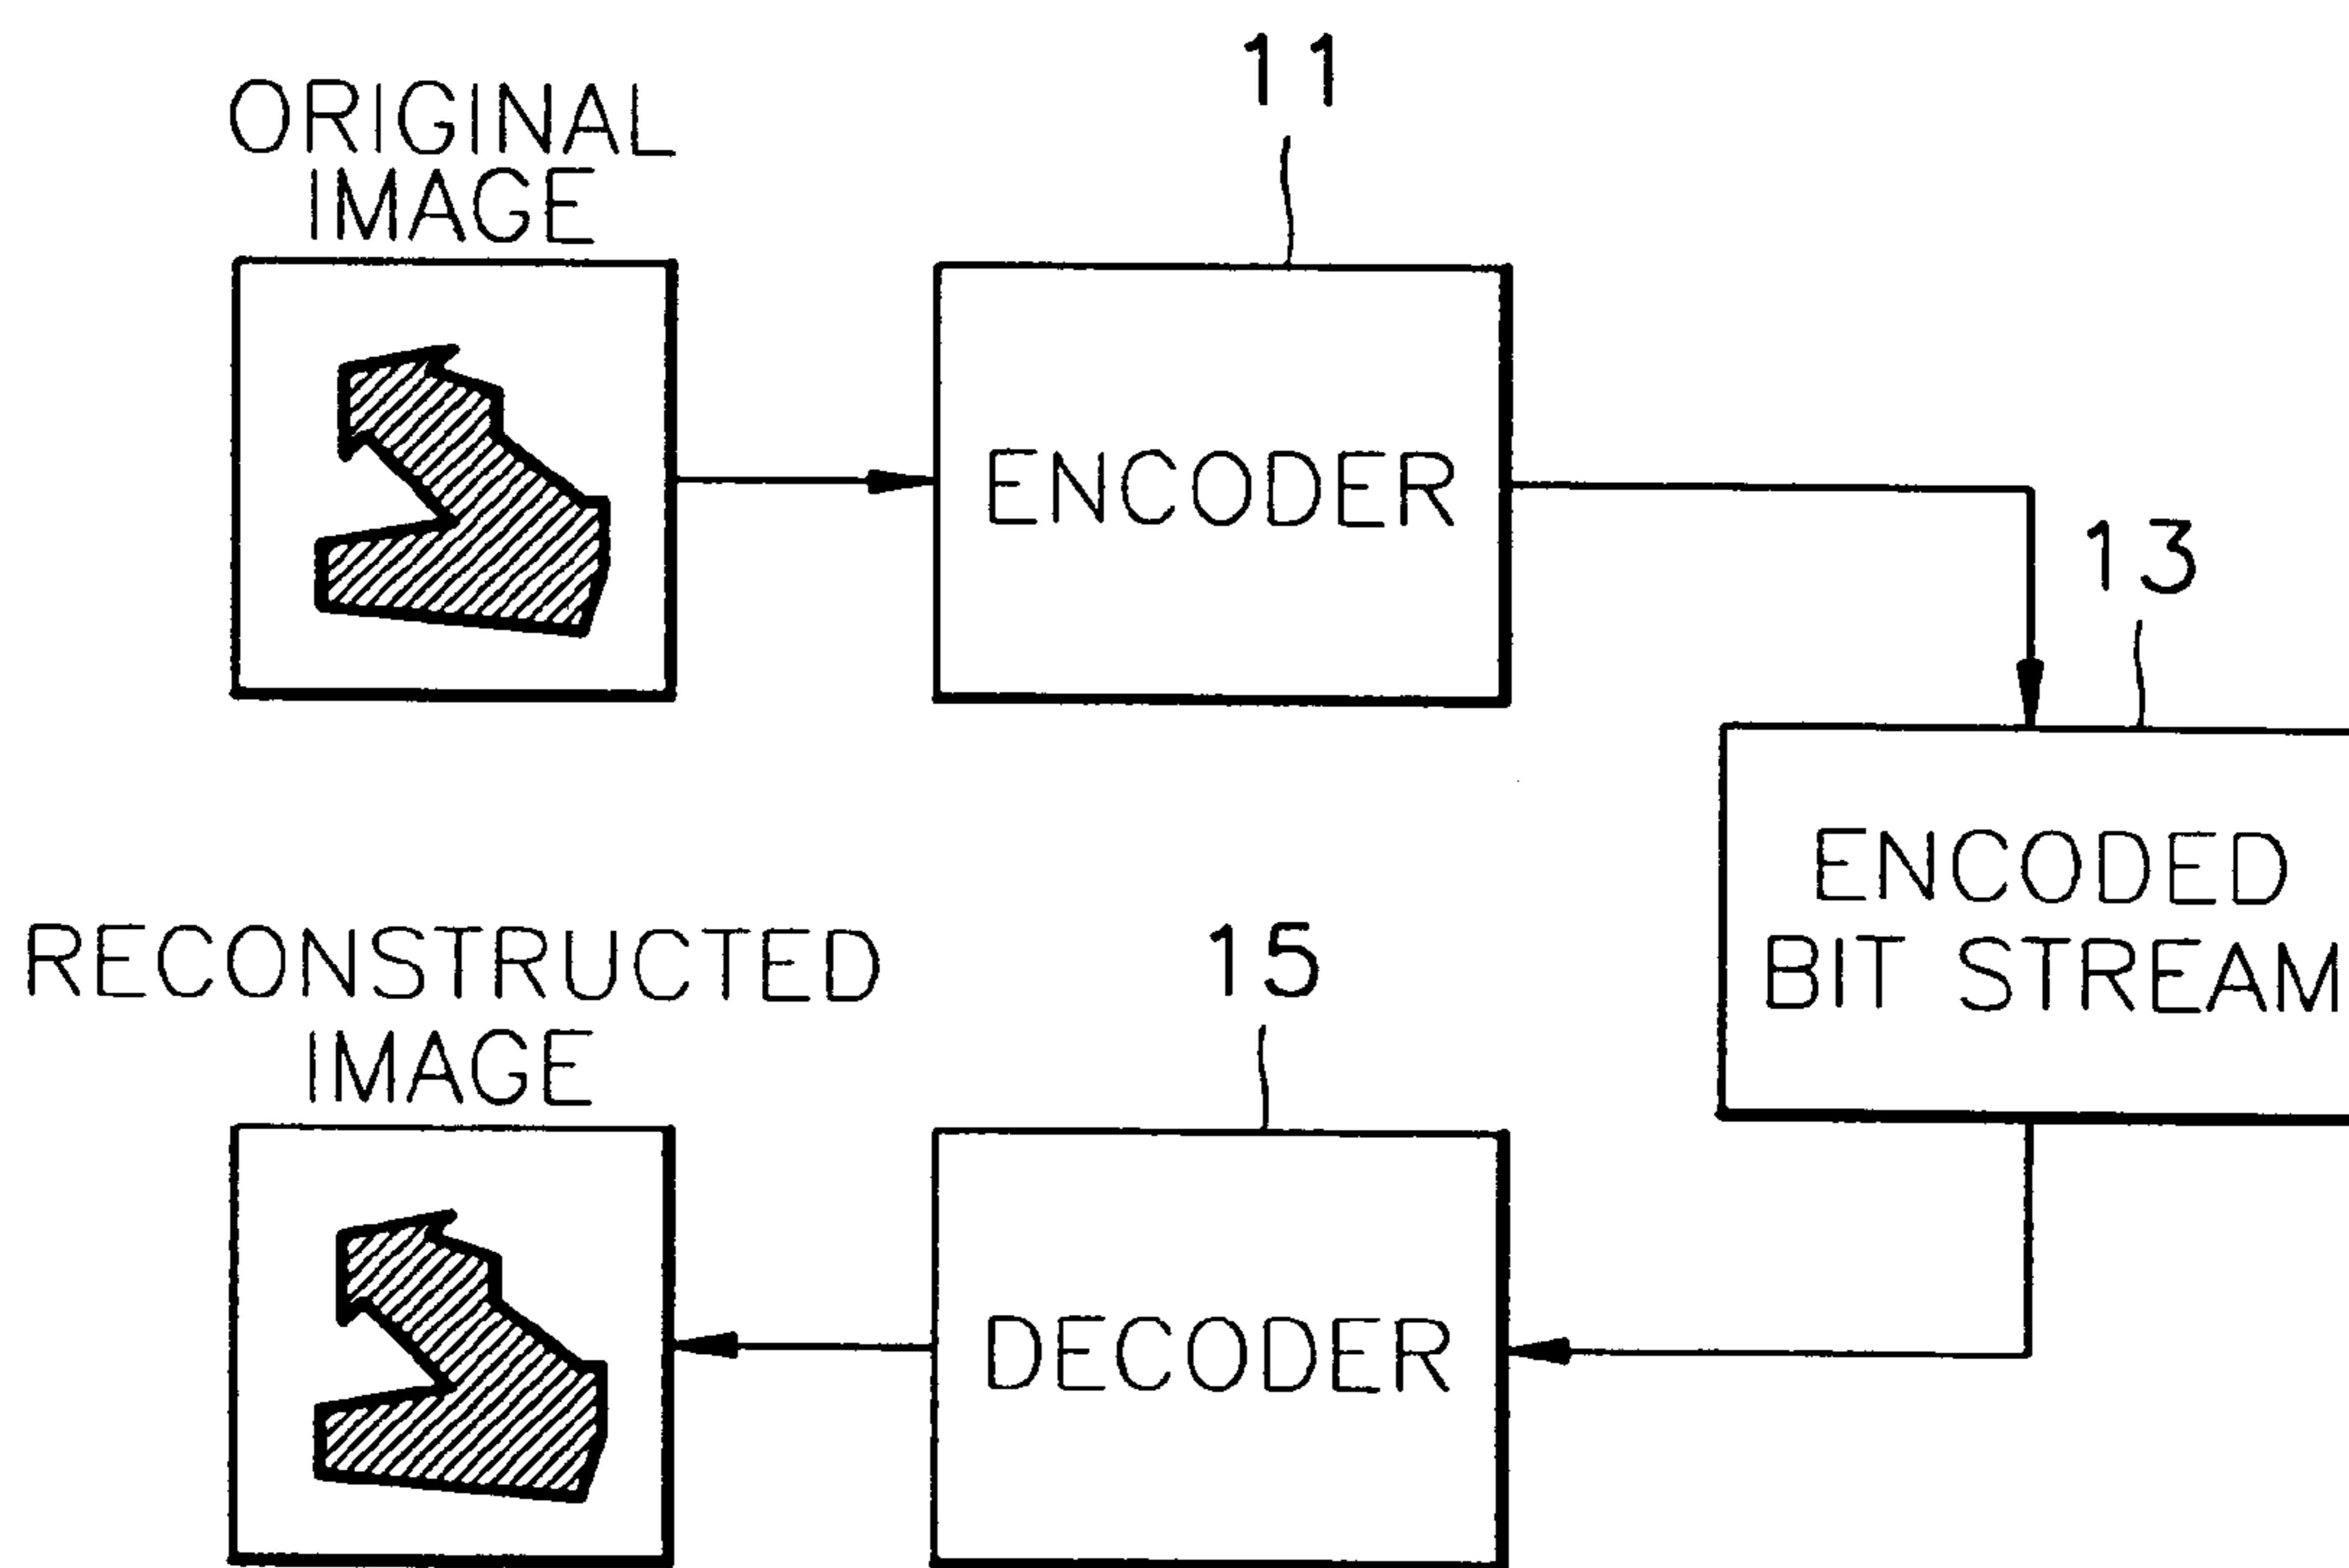 11
ORIGINAL
IMAGE
ENCODER
13
ENCODED
BIT STREAM
RECONSTRUCTED
IMAGE
15
DECODER